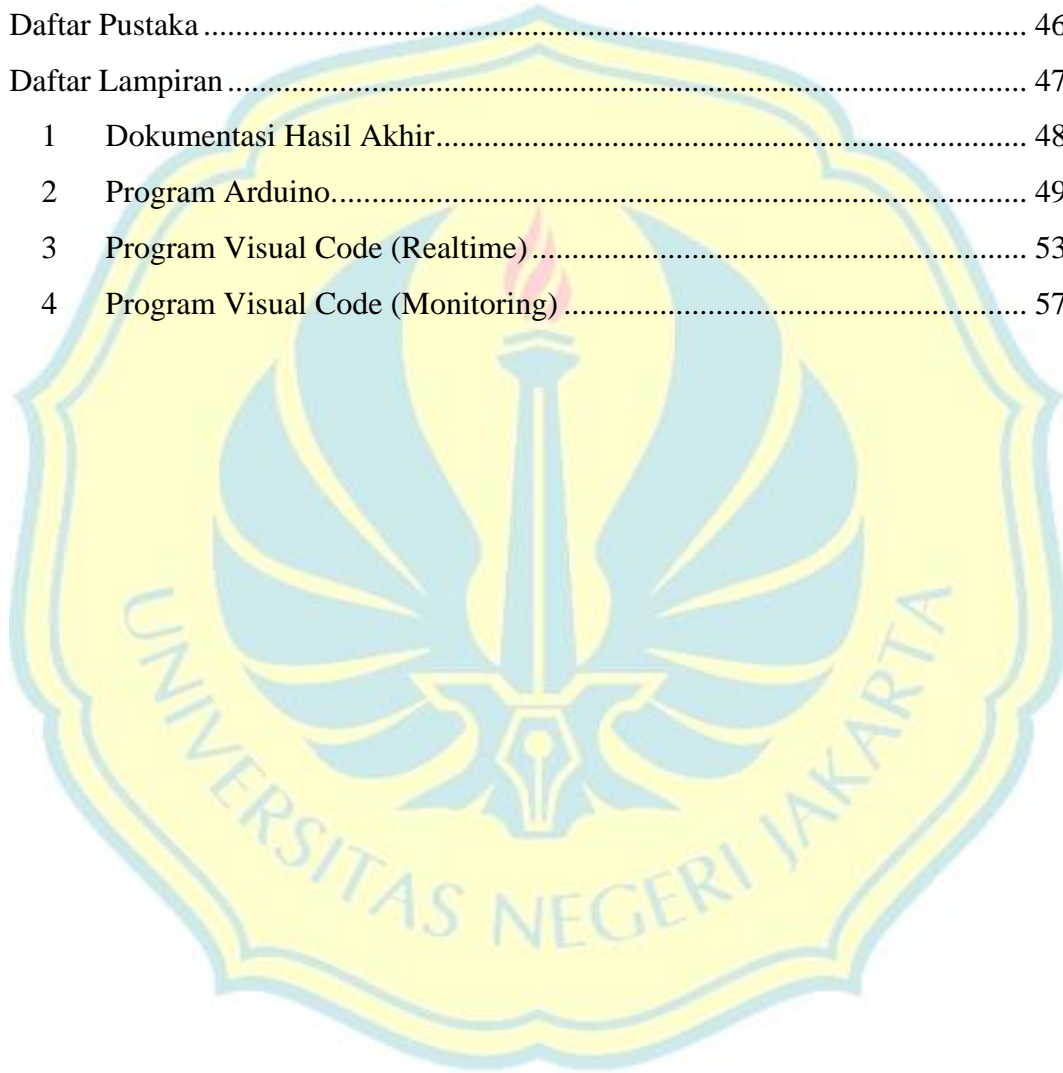 Daftar Pustaka ........................................................................................................ 46
Daftar Lampiran ..................................................................................................... 47
1 Dokumentasi Hasil Akhir........................................................................... 48
2 Program Arduino........................................................................................ 49
3 Program Visual Code (Realtime) ............................................................... 53
4 Program Visual Code (Monitoring) ........................................................... 57
UNIVERSITAS NEGERI JAKARTA